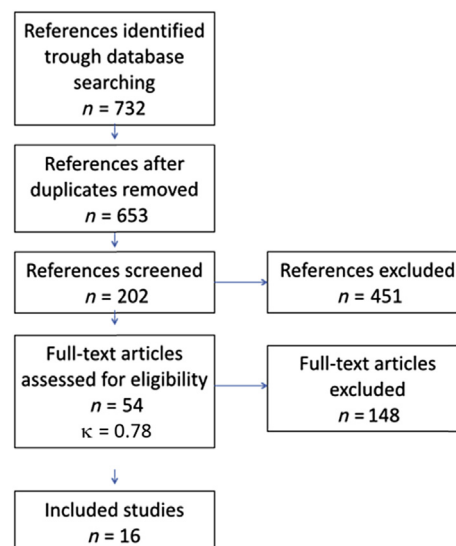 References identified
trough database
searching
n = 732
References after
duplicates removed
n = 653
References screened
n = 202
References excluded
n = 451
Full-text articles
assessed for eligibility
n = 54
κ = 0.78
Full-text articles
excluded
n = 148
Included studies
n = 16